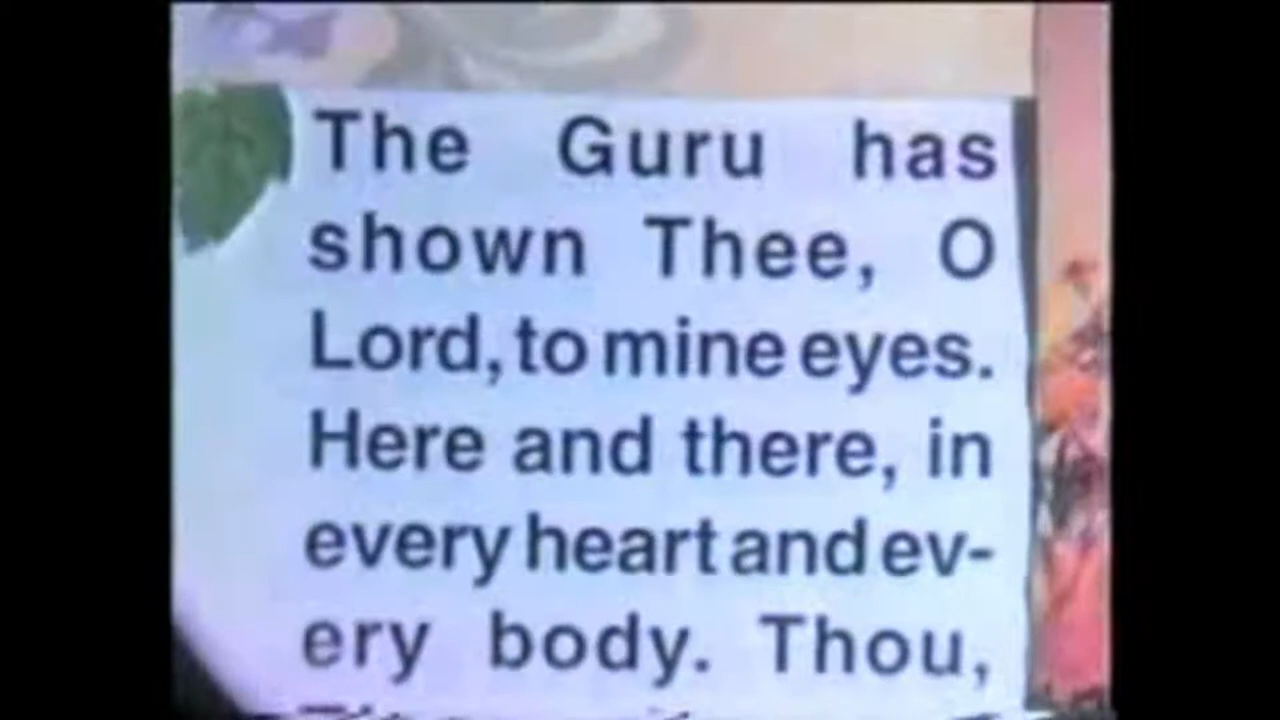 The Guru has
shown Thee, O
Lord, to mine eyes.
Here and there, in
every heart and ev-
ery body. Thou,